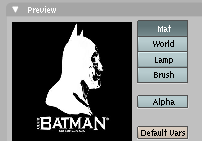 Preview
Mat
World
Lamp
Brush
Alpha
BATMAN
Default Vars